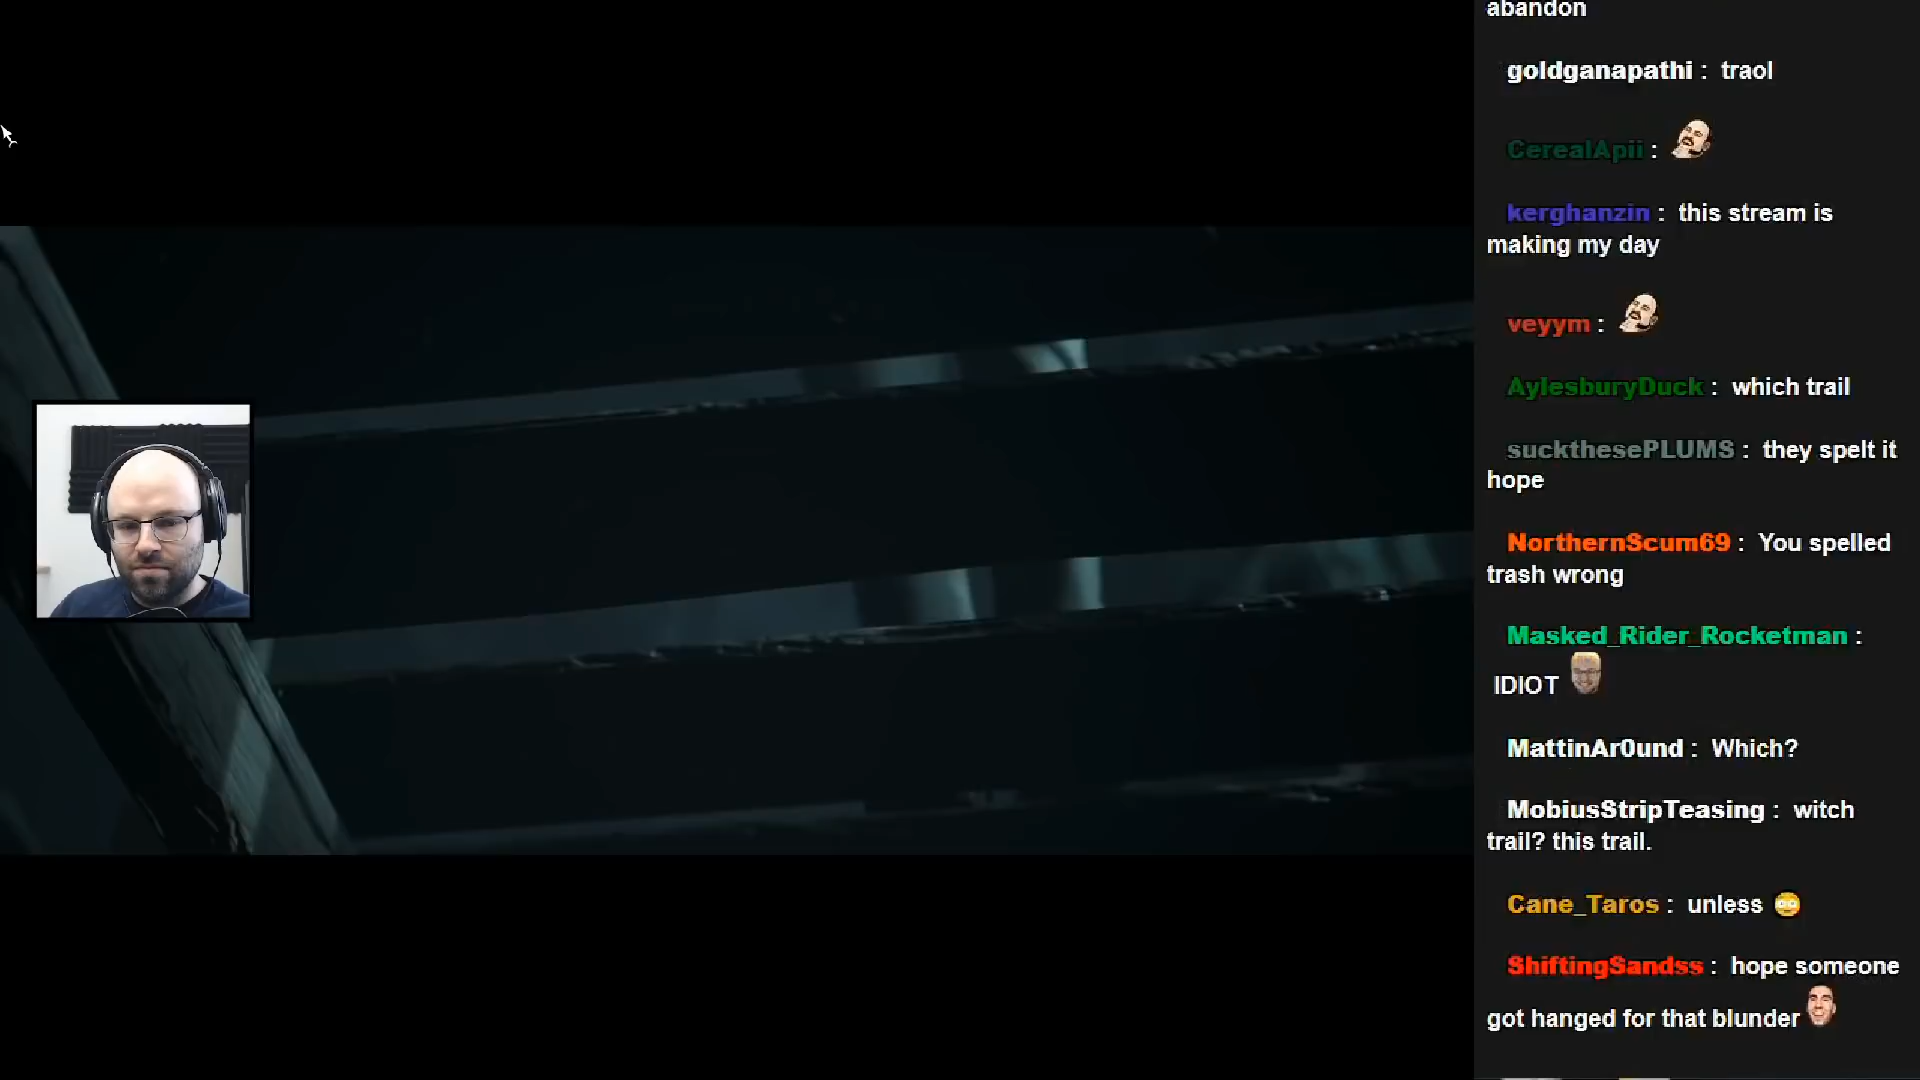 abandon
goldganapathi : traol
CerealApii :
kerghanzin : this stream is
making my day
veyym :
AylesburyDuck : which trail
suckthesePLUMS : they spelt it
hope
NorthernScum69 : You spelled
trash wrong
Masked_Rider_Rocketman :
IDIOT
MattinAr0und : Which?
MobiusStripTeasing : witch
trail? this trail.
Cane_Taros : unless 😳
ShiftingSandss : hope someone
got hanged for that blunder